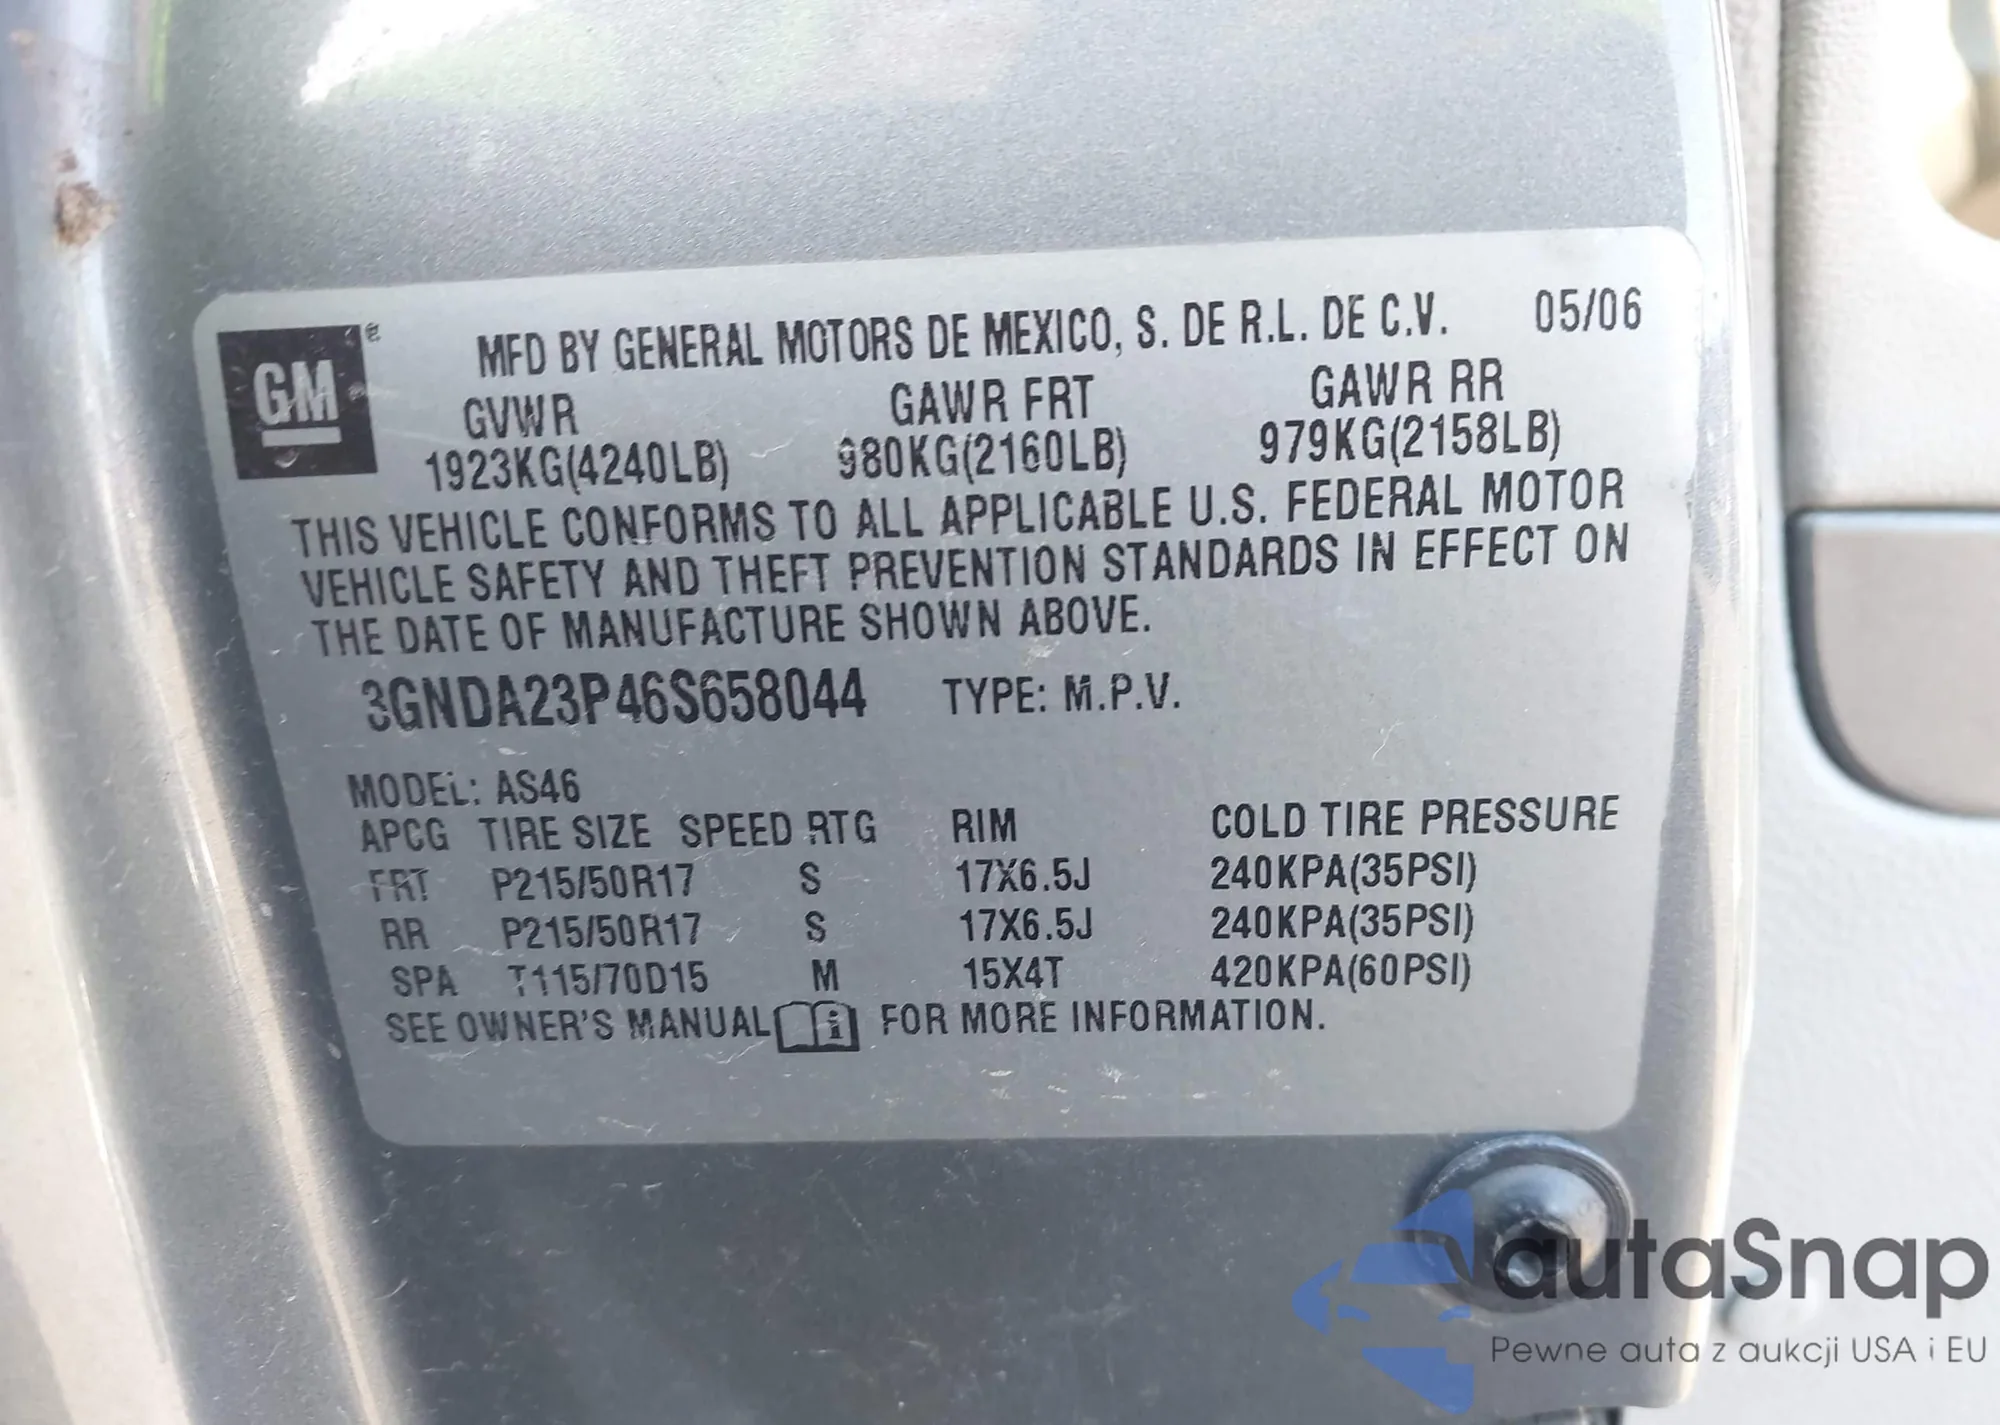 GM
MFD BY GENERAL MOTORS DE MEXICO, S. DE R.L. DE C.V. 05/06
GVWR GAWR FRT GAWR RR
1923KG(4240LB) 980KG(2160LB) 979KG(2158LB)
THIS VEHICLE CONFORMS TO ALL APPLICABLE U.S. FEDERAL MOTOR
VEHICLE SAFETY AND THEFT PREVENTION STANDARDS IN EFFECT ON
THE DATE OF MANUFACTURE SHOWN ABOVE.
3GNDA23P46S658044 TYPE: M.P.V.
MODEL: AS46
APCG TIRE SIZE SPEED RTG RIM COLD TIRE PRESSURE
FRT P215/50R17 S 17X6.5J 240KPA(35PSI)
RR P215/50R17 S 17X6.5J 240KPA(35PSI)
SPA T115/70D15 M 15X4T 420KPA(60PSI)
SEE OWNER'S MANUAL i FOR MORE INFORMATION.
autaSnap
Pewne auta z aukcji USA i EU